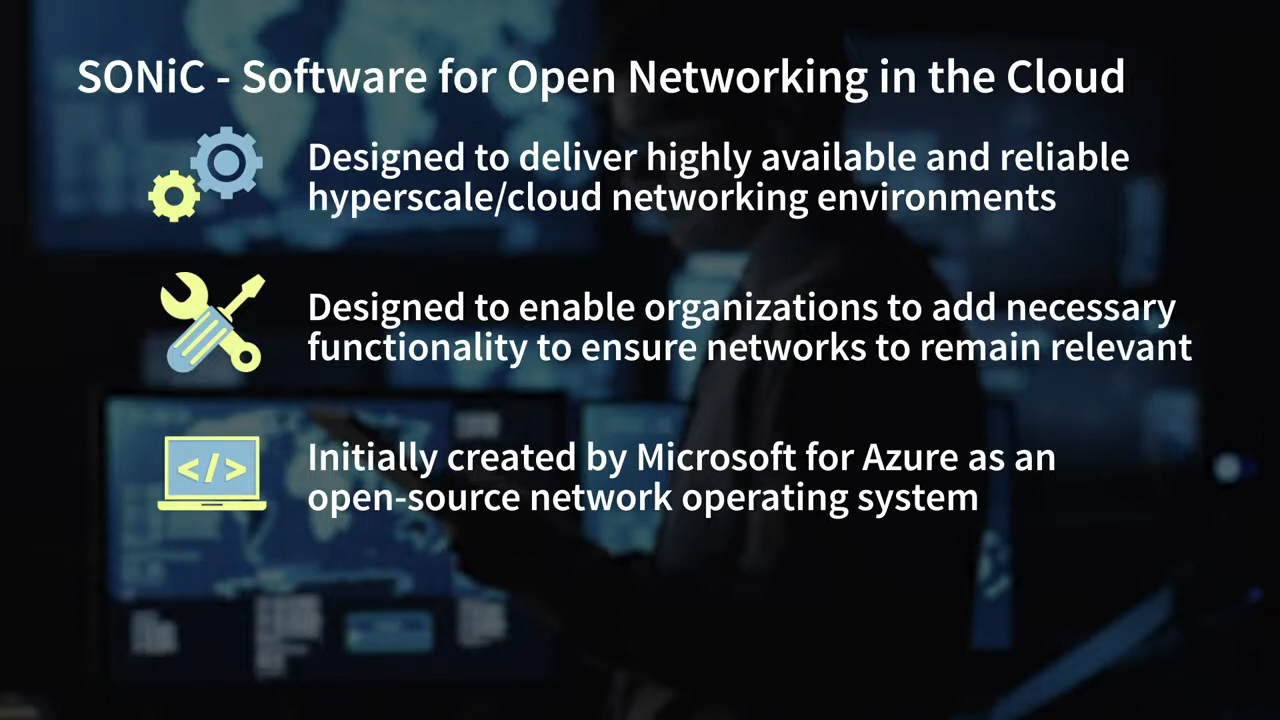 SONiC - Software for Open Networking in the Cloud
Designed to deliver highly available and reliable
hyperscale/cloud networking environments
Designed to enable organizations to add necessary
functionality to ensure networks to remain relevant
</>
Initially created by Microsoft for Azure as an
open-source network operating system